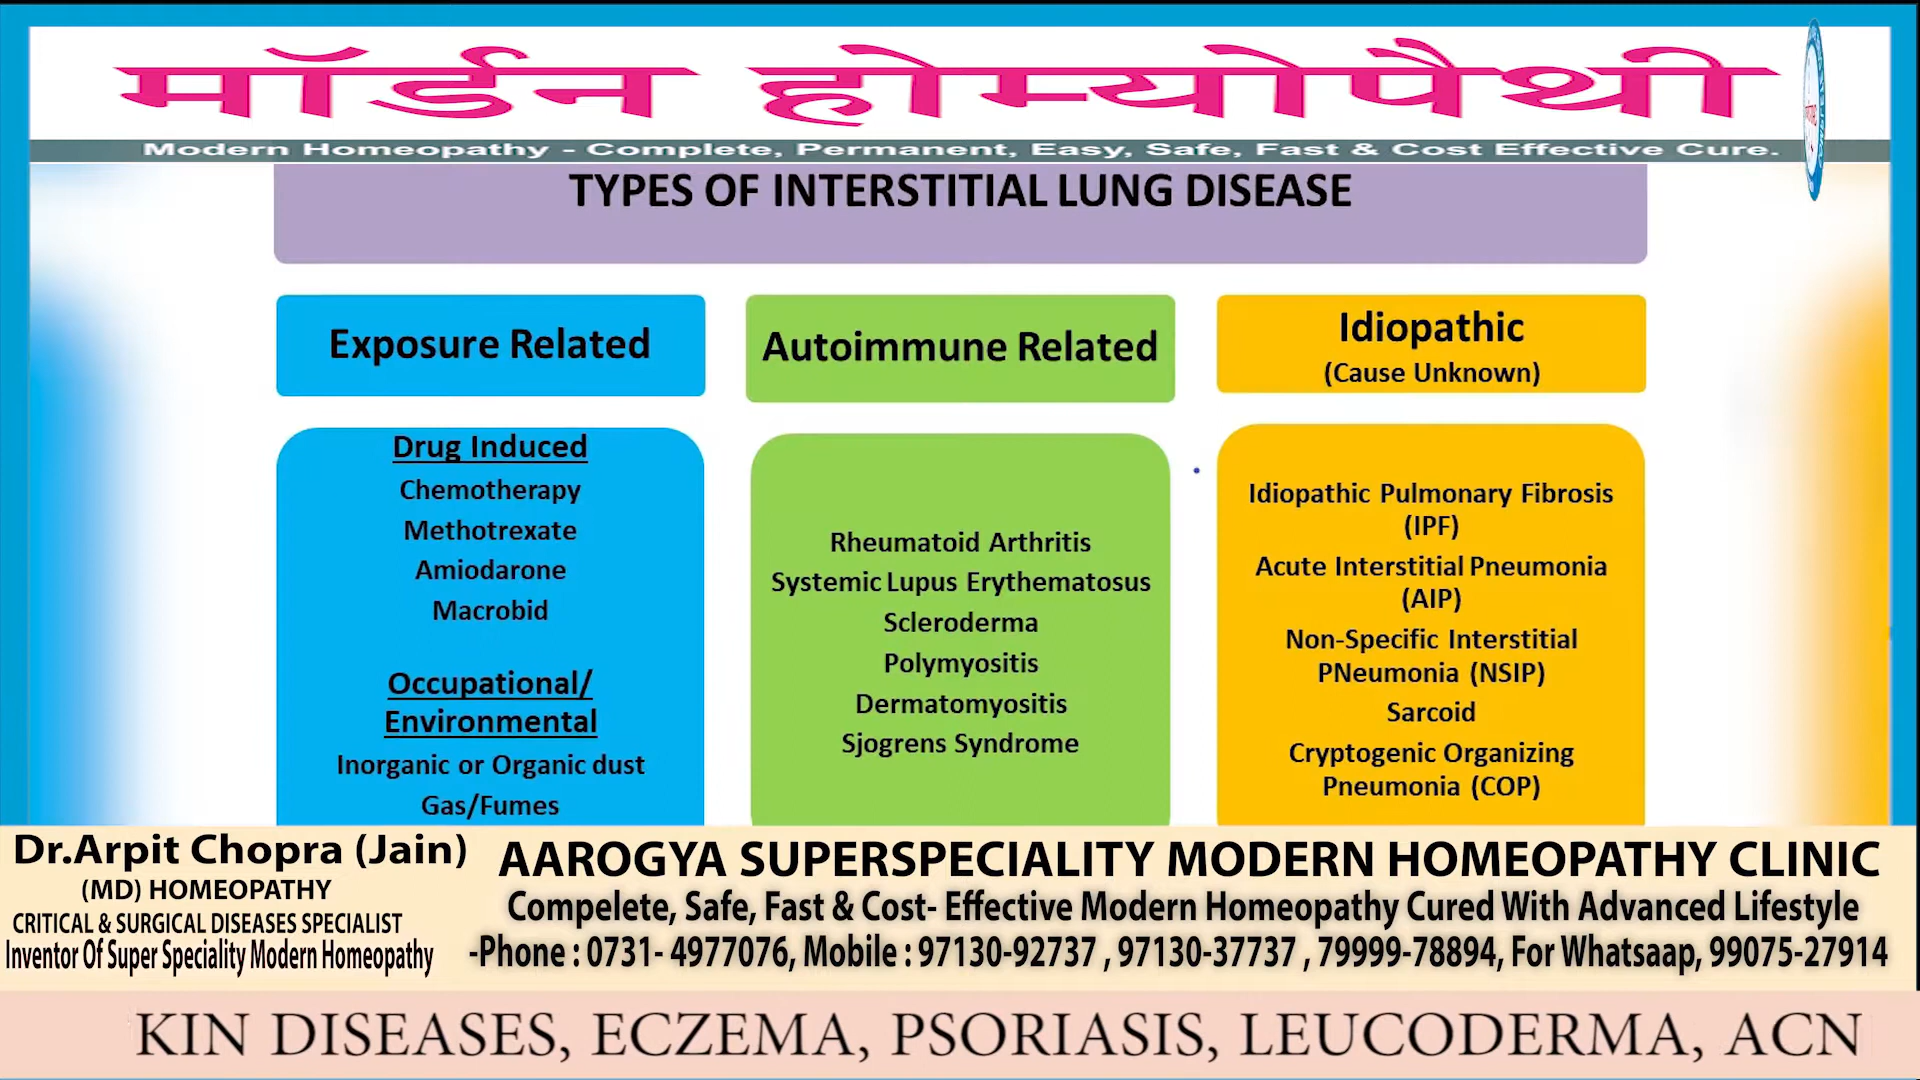 मॉर्डन होम्योपैथी
Modern Homeopathy - Complete, Permanent, Easy, Safe, Fast & Cost Effective Cure.
TYPES OF INTERSTITIAL LUNG DISEASE
Exposure Related
Drug Induced
Chemotherapy
Methotrexate
Amiodarone
Macrobid
Occupational/
Environmental
Inorganic or Organic dust
Gas/Fumes
Autoimmune Related
Rheumatoid Arthritis
Systemic Lupus Erythematosus
Scleroderma
Polymyositis
Dermatomyositis
Sjogrens Syndrome
Idiopathic
(Cause Unknown)
Idiopathic Pulmonary Fibrosis
(IPF)
Acute Interstitial Pneumonia
(AIP)
Non-Specific Interstitial
PNeumonia (NSIP)
Sarcoid
Cryptogenic Organizing
Pneumonia (COP)
Dr.Arpit Chopra (Jain)
(MD) HOMEOPATHY
CRITICAL & SURGICAL DISEASES SPECIALIST
Inventor Of Super Speciality Modern Homeopathy
AAROGYA SUPERSPECIALITY MODERN HOMEOPATHY CLINIC
Compelete, Safe, Fast & Cost- Effective Modern Homeopathy Cured With Advanced Lifestyle
-Phone : 0731- 4977076, Mobile : 97130-92737 , 97130-37737 , 79999-78894, For Whatsaap, 99075-27914
KIN DISEASES, ECZEMA, PSORIASIS, LEUCODERMA, ACN